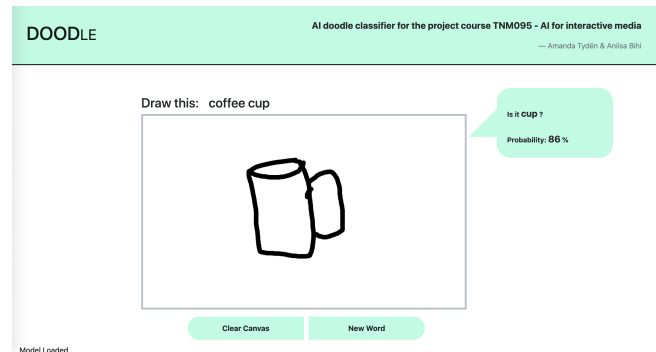 DOODLE
AI doodle classifier for the project course TNM095 - AI for interactive media
— Amanda Tydén & Aniisa Bihi
Draw this: coffee cup
Is it cup ?
Probability: 86 %
Clear Canvas
New Word
Model Loaded